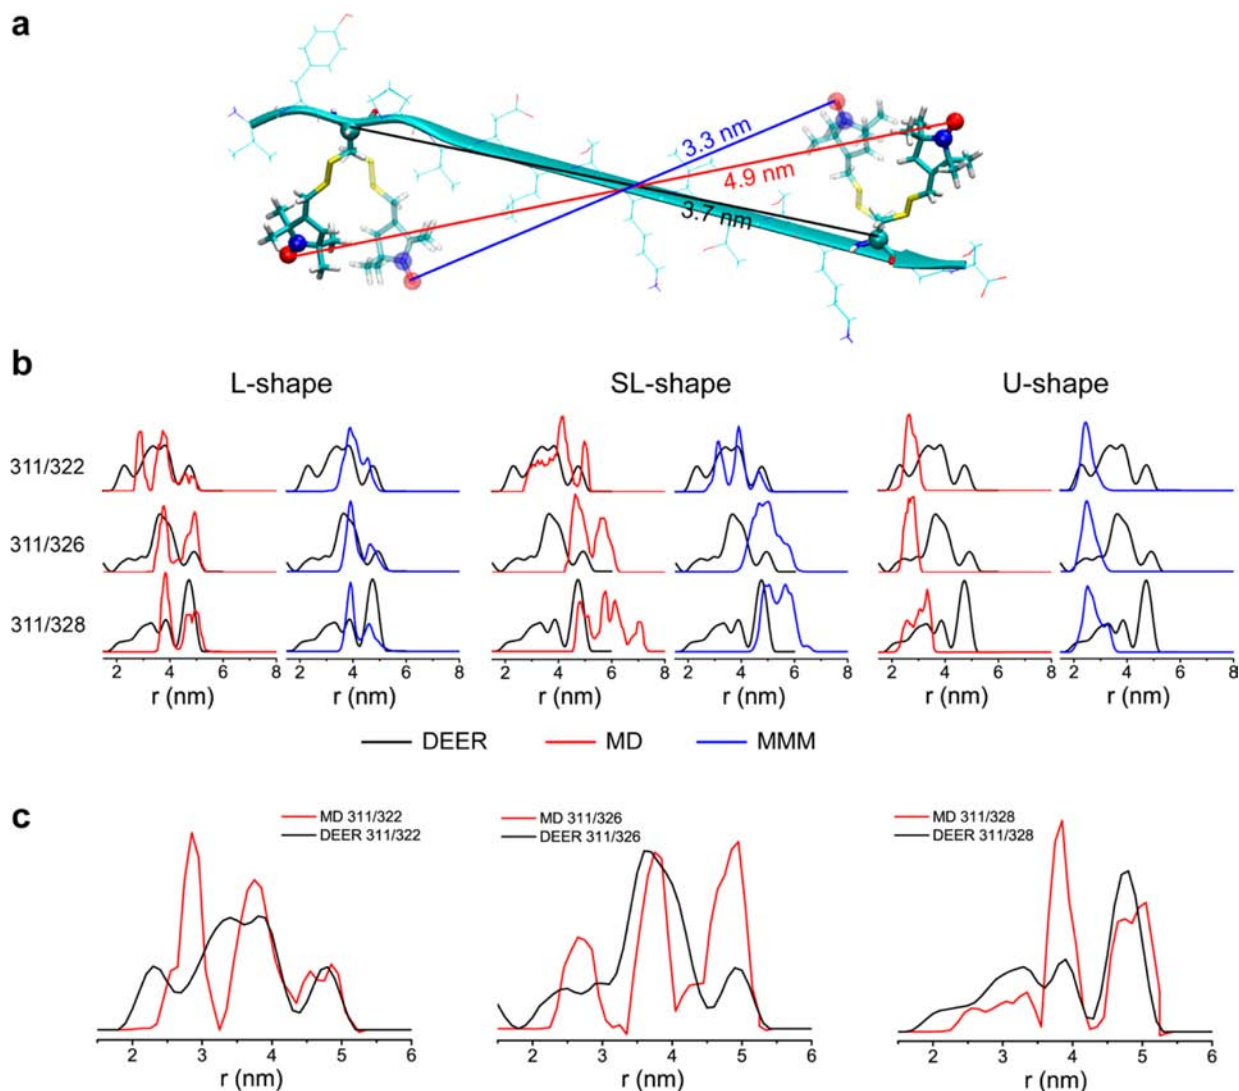 a
3.3 nm
4.9 nm
3.7 nm
b
L-shape SL-shape U-shape
311/322
311/326
311/328
2 4 6 8 2 4 6 8 2 4 6 8 2 4 6 8 2 4 6 8 2 4 6 8
r (nm) r (nm) r (nm) r (nm) r (nm) r (nm)
DEER MD MMM
c
MD 311/322 MD 311/326 MD 311/328
DEER 311/322 DEER 311/326 DEER 311/328
2 3 4 5 6 2 3 4 5 6 2 3 4 5 6
r (nm) r (nm) r (nm)